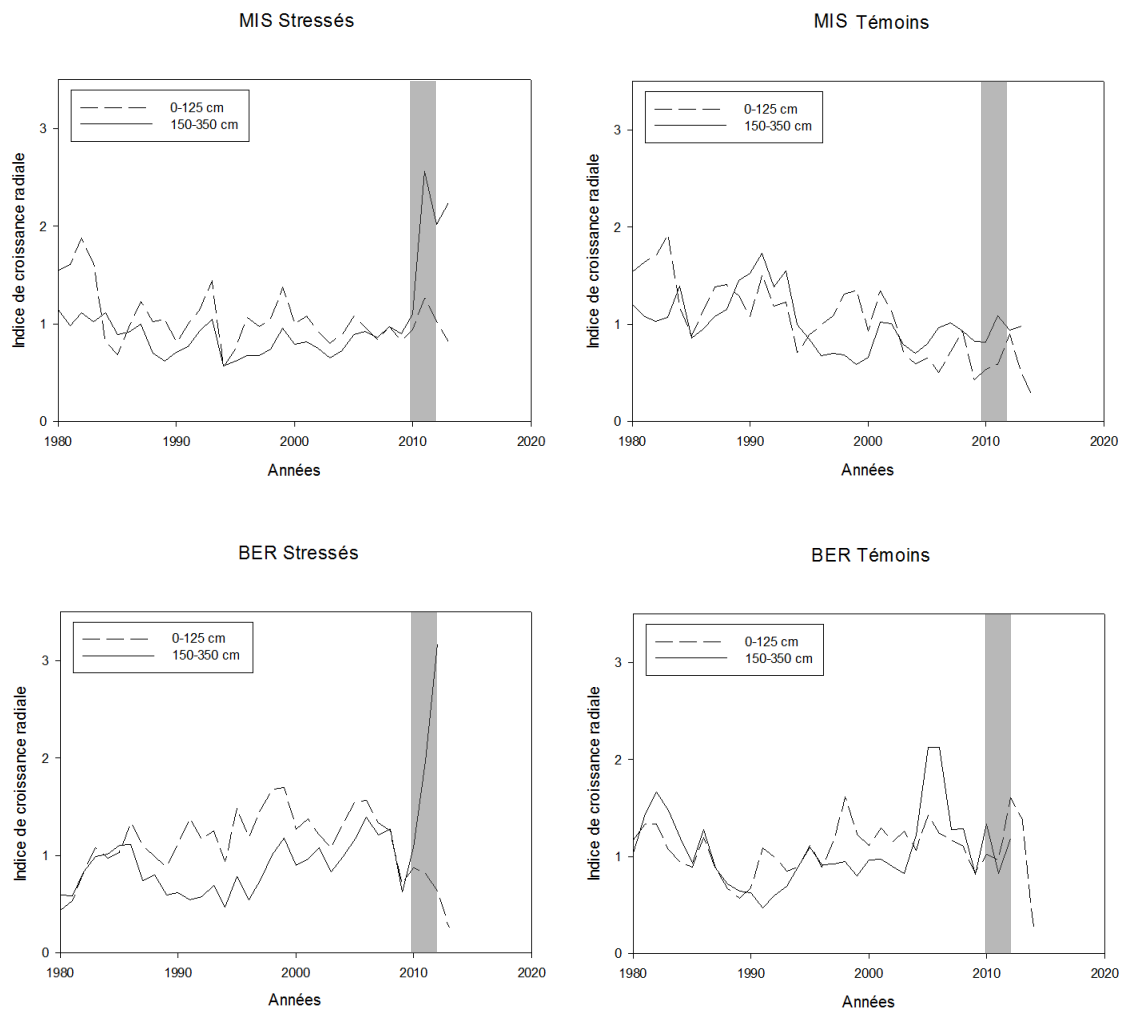 MIS Stressés
0-125 cm
150-350 cm
Indice de croissance radiale
3
2
1
0
1980
1990
2000
2010
2020
Années
MIS Témoins
0-125 cm
150-350 cm
Indice de croissance radiale
3
2
1
0
1980
1990
2000
2010
2020
Années
BER Stressés
0-125 cm
150-350 cm
Indice de croissance radiale
3
2
1
0
1980
1990
2000
2010
2020
Années
BER Témoins
0-125 cm
150-350 cm
Indice de croissance radiale
3
2
1
0
1980
1990
2000
2010
2020
Années